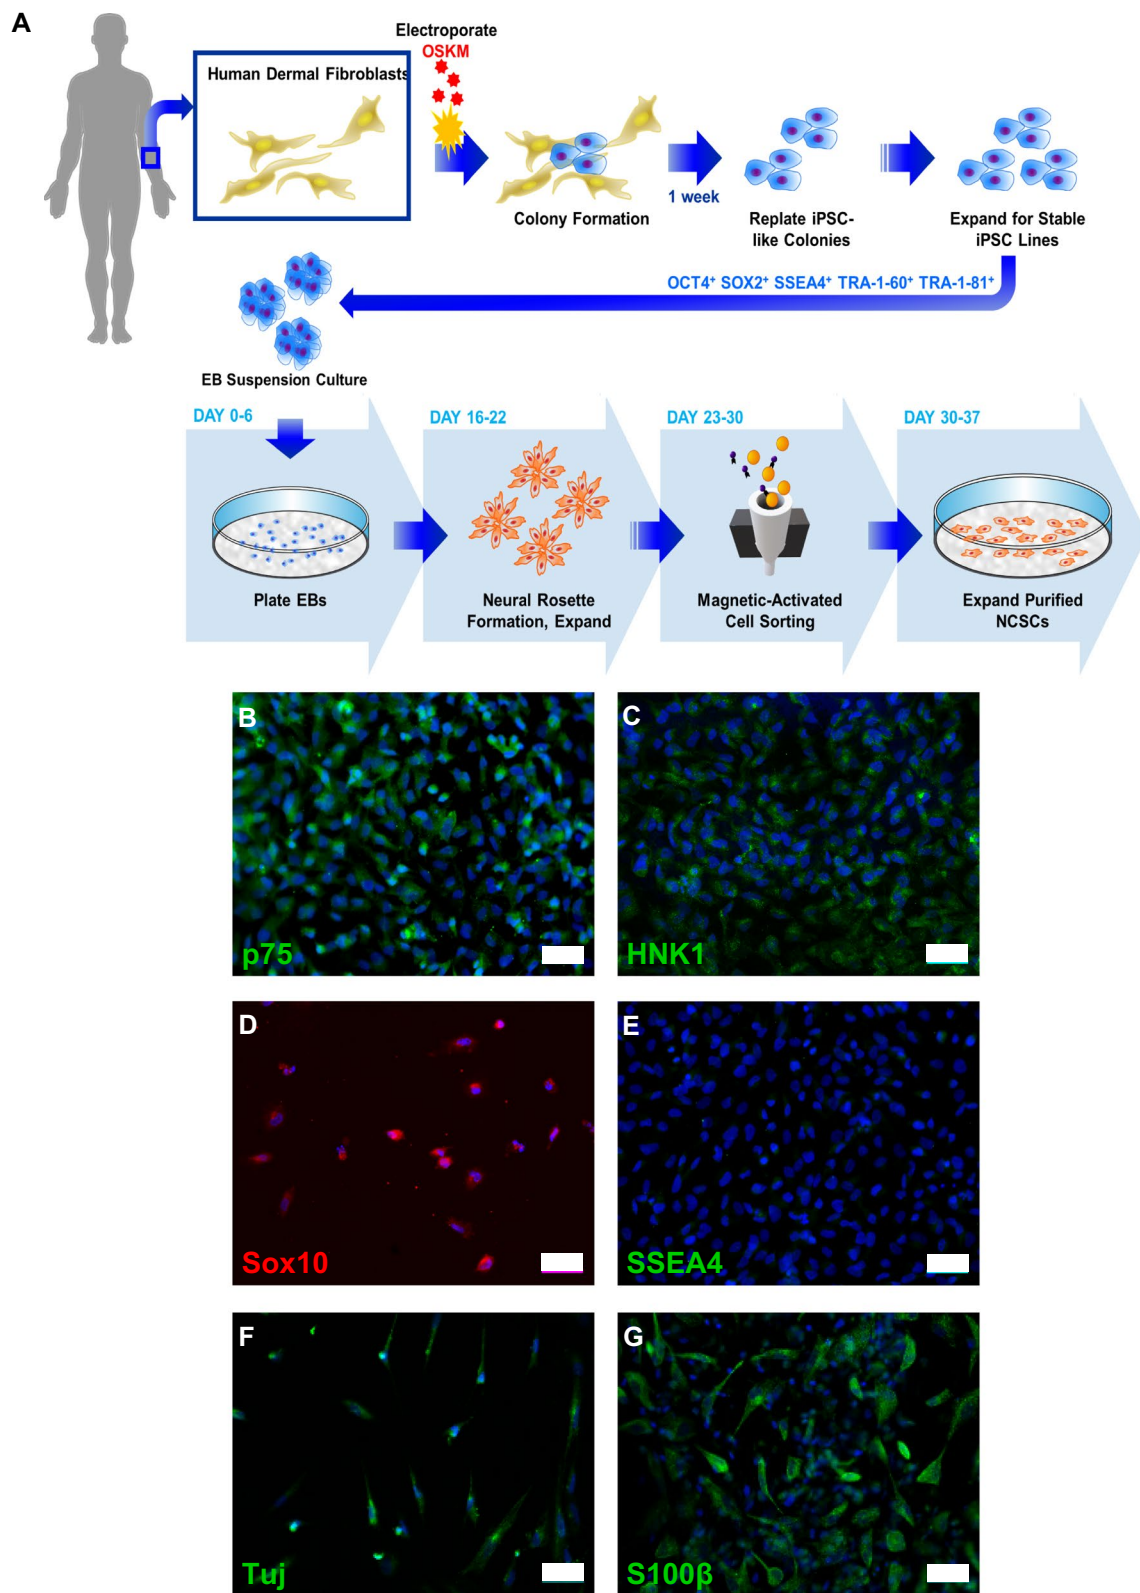 A
Electroporate
OSKM
Human Dermal Fibroblasts
1 week
Colony Formation
Replate iPSC-
like Colonies
Expand for Stable
iPSC Lines
OCT4⁺ SOX2⁺ SSEA4⁺ TRA-1-60⁺ TRA-1-81⁺
EB Suspension Culture
DAY 0-6
DAY 16-22
DAY 23-30
DAY 30-37
Plate EBs
Neural Rosette
Formation, Expand
Magnetic-Activated
Cell Sorting
Expand Purified
NCSCs
B
p75
C
HNK1
D
Sox10
E
SSEA4
F
Tuj
G
S100β